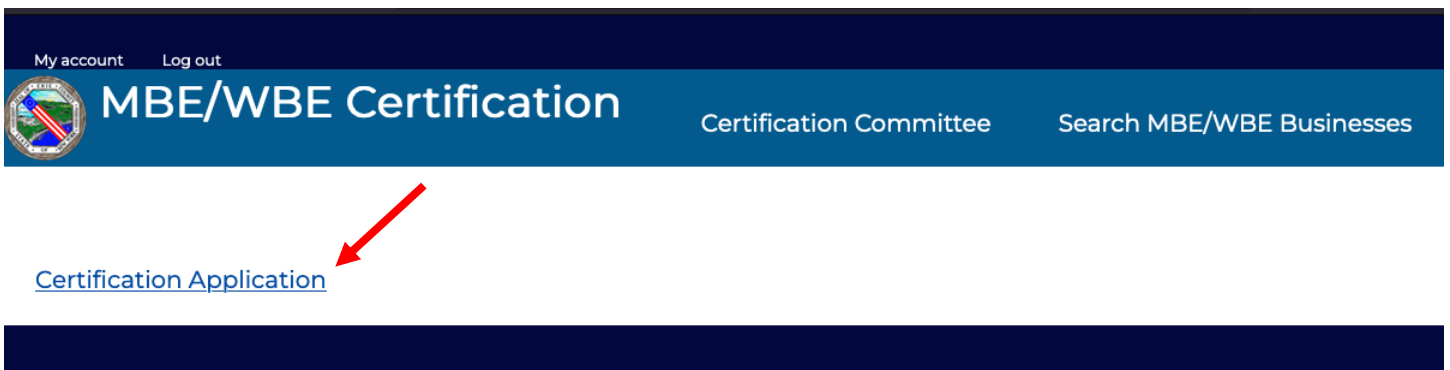 My account Log out
MBE/WBE Certification
Certification Committee Search MBE/WBE Businesses
Certification Application